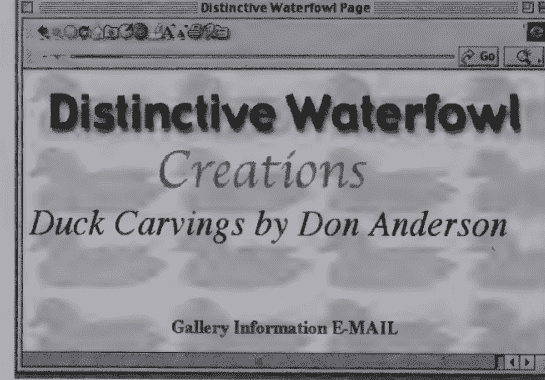 Distinctive Waterfowl Page
Go
Distinctive Waterfowl
Creations
Duck Carvings by Don Anderson
Gallery Information E-MAIL